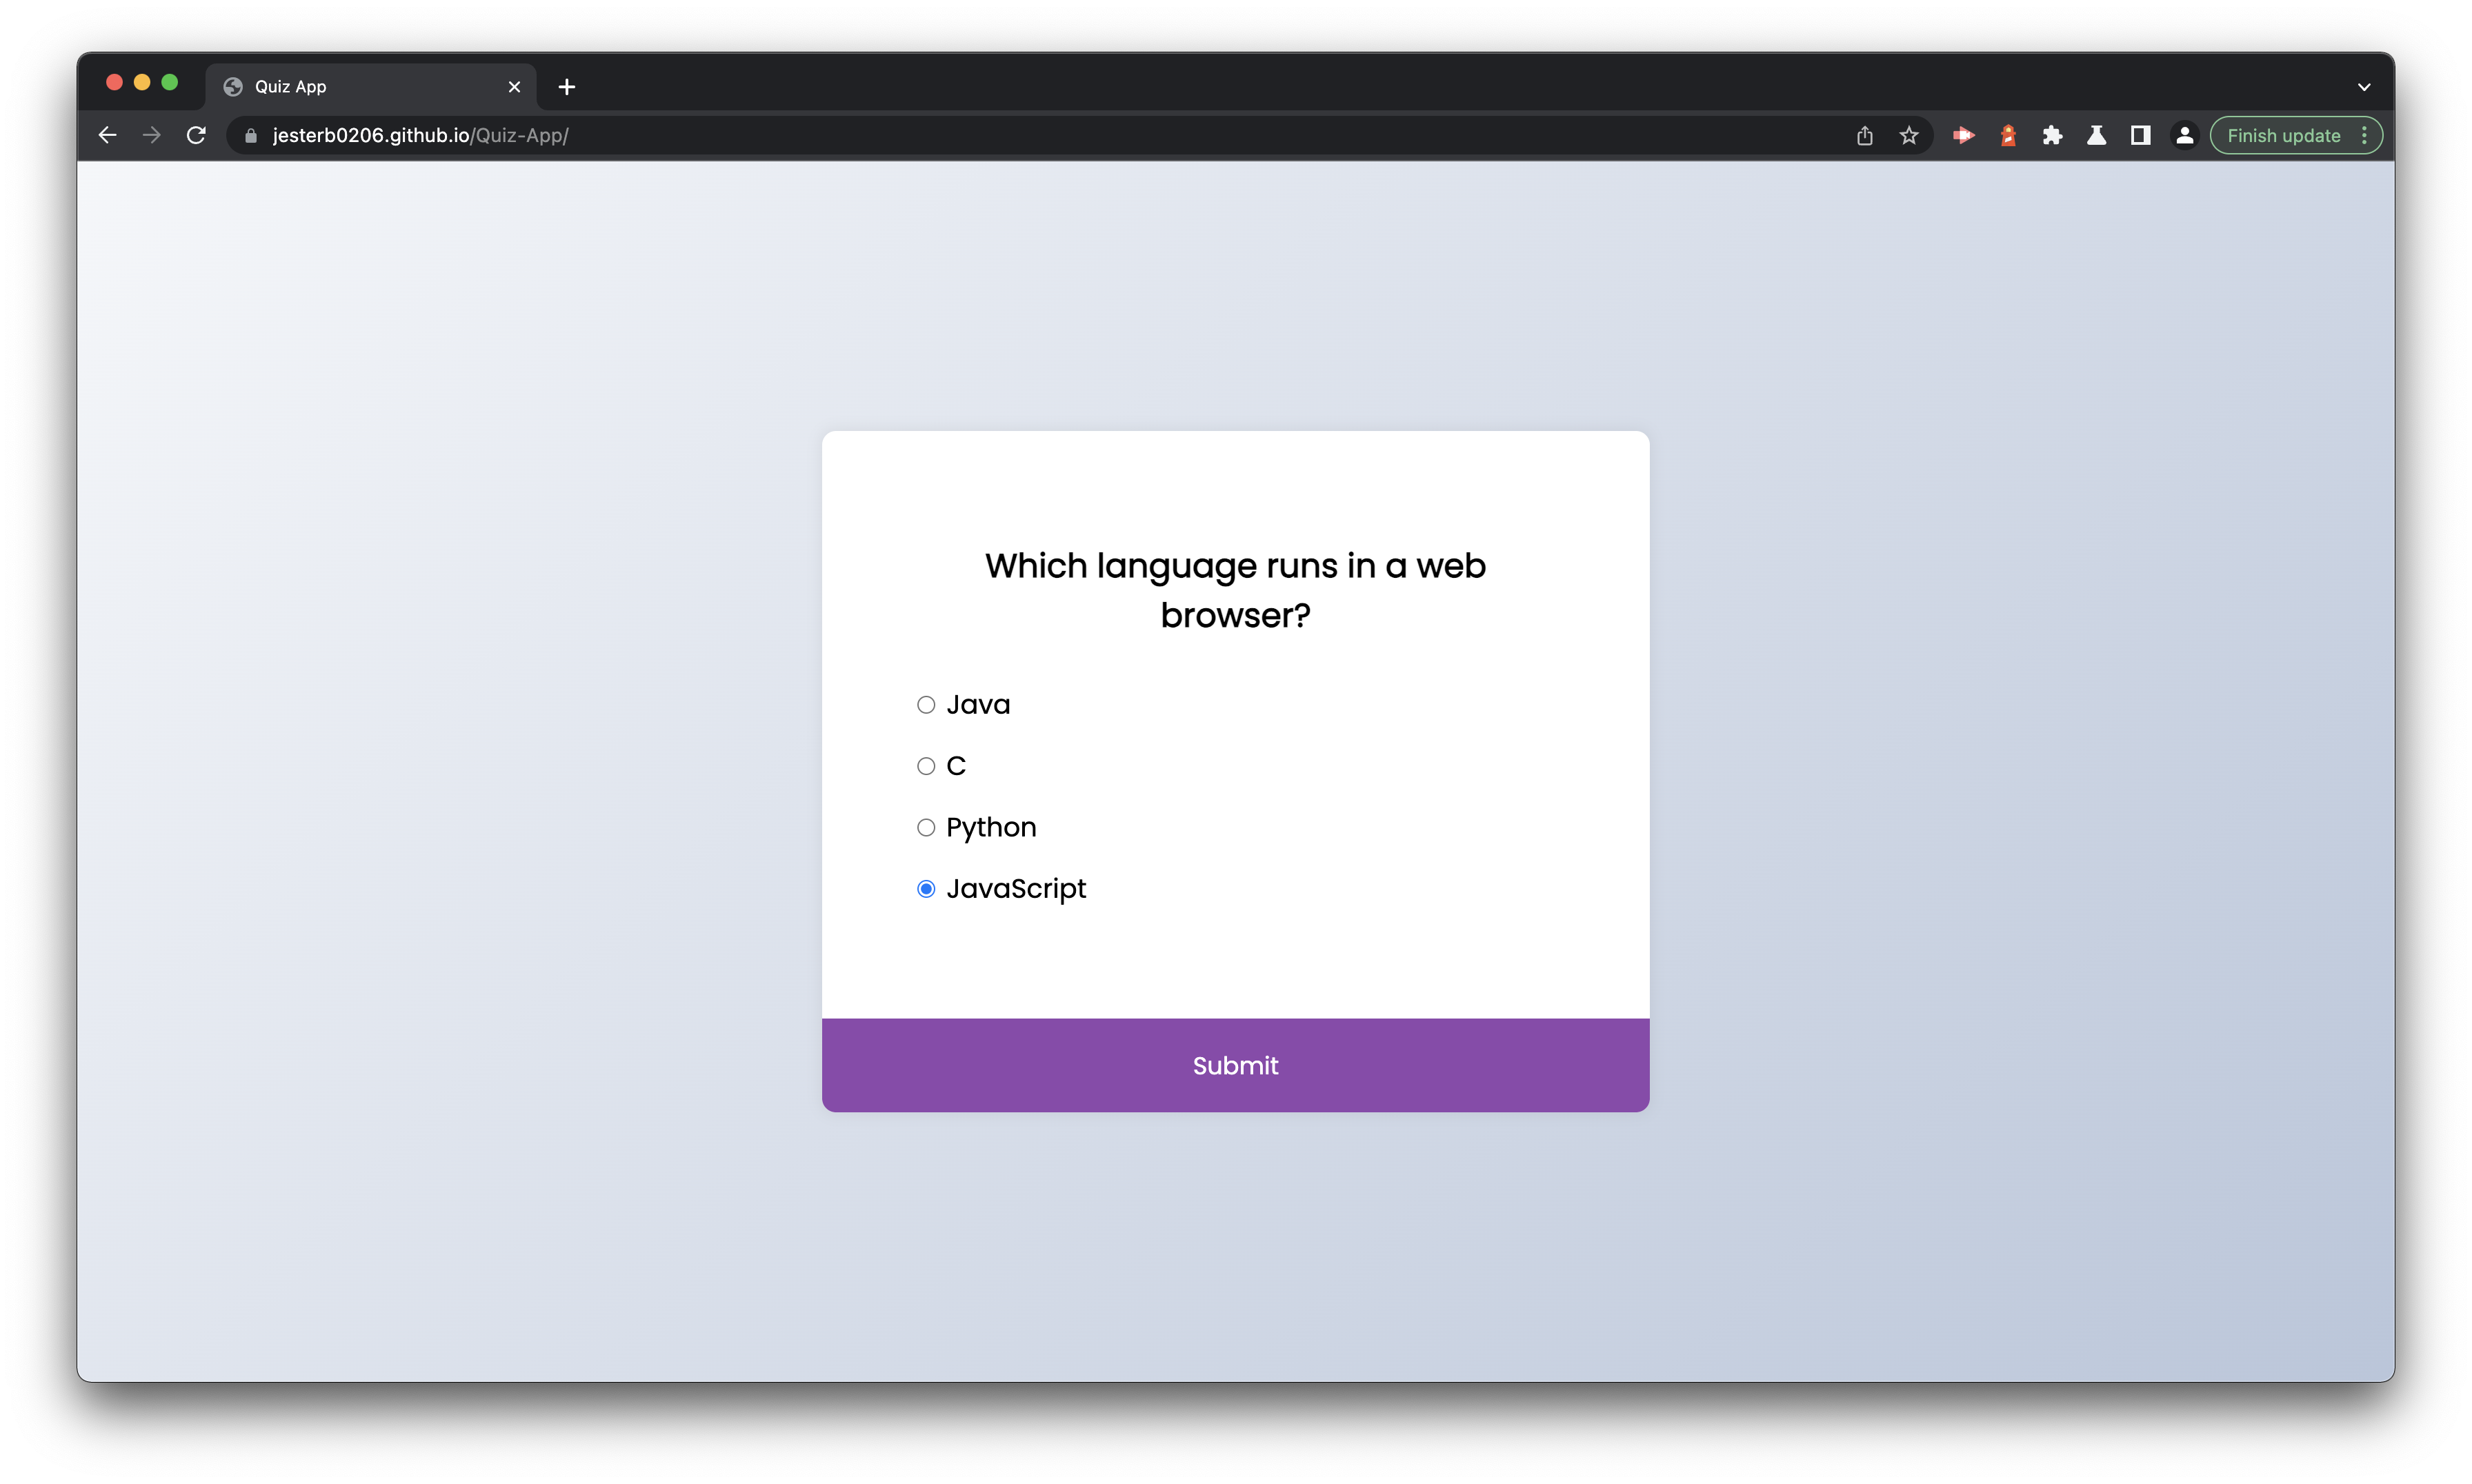 Quiz App
jesterb0206.github.io/Quiz-App/
Finish update
Which language runs in a web
browser?
Java
C
Python
JavaScript
Submit